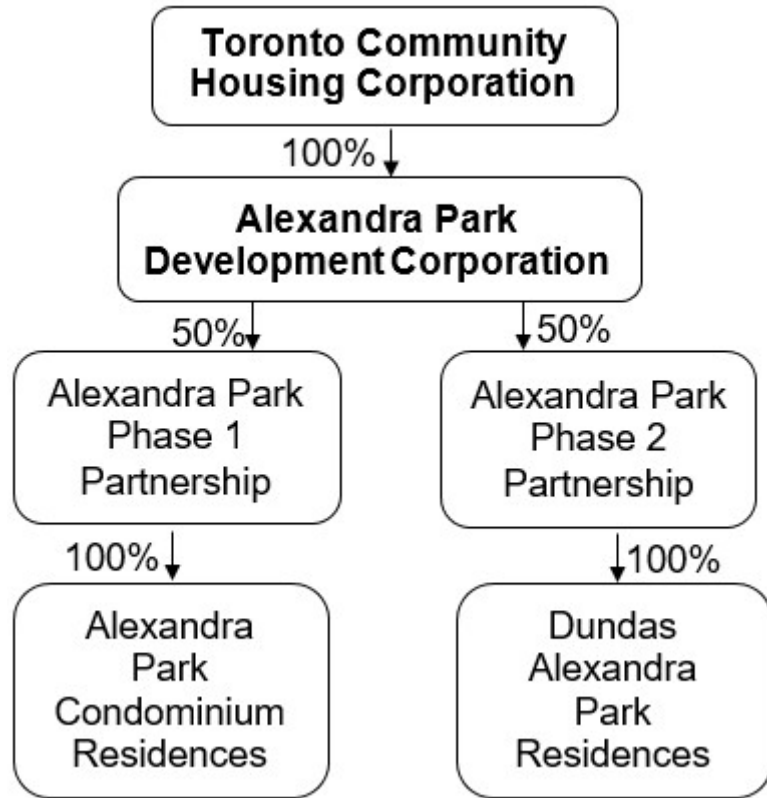 Toronto Community
Housing Corporation
100%
Alexandra Park
Development Corporation
50%
50%
Alexandra Park
Phase 1
Partnership
Alexandra Park
Phase 2
Partnership
100%
100%
Alexandra
Park
Condominium
Residences
Dundas
Alexandra
Park
Residences